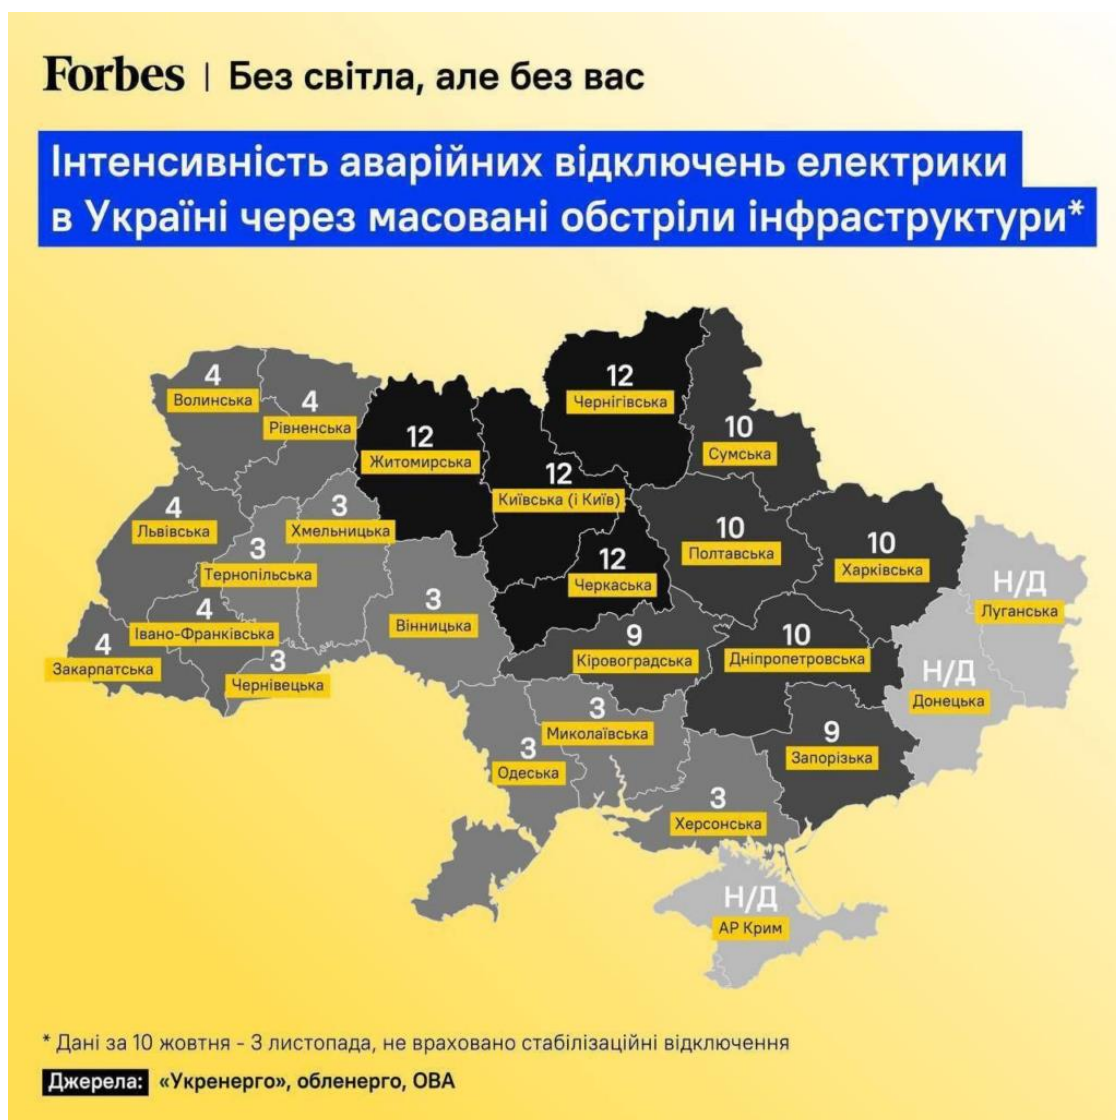 Forbes | Без світла, але без вас
Інтенсивність аварійних відключень електрики
в Україні через масовані обстріли інфраструктури*
4
Волинська
4
Рівненська
12
Житомирська
12
Київська (і Київ)
12
Чернігівська
10
Сумська
4
Львівська
3
Тернопільська
3
Хмельницька
12
Черкаська
10
Полтавська
10
Харківська
Н/Д
Луганська
4
Закарпатська
4
Івано-Франківська
3
Чернівецька
3
Вінницька
9
Кіровоградська
10
Дніпропетровська
Н/Д
Донецька
3
Одеська
3
Миколаївська
9
Запорізька
3
Херсонська
Н/Д
АР Крим
* Дані за 10 жовтня - 3 листопада, не враховано стабілізаційні відключення
Джерела: «Укренерго», обленерго, ОВА